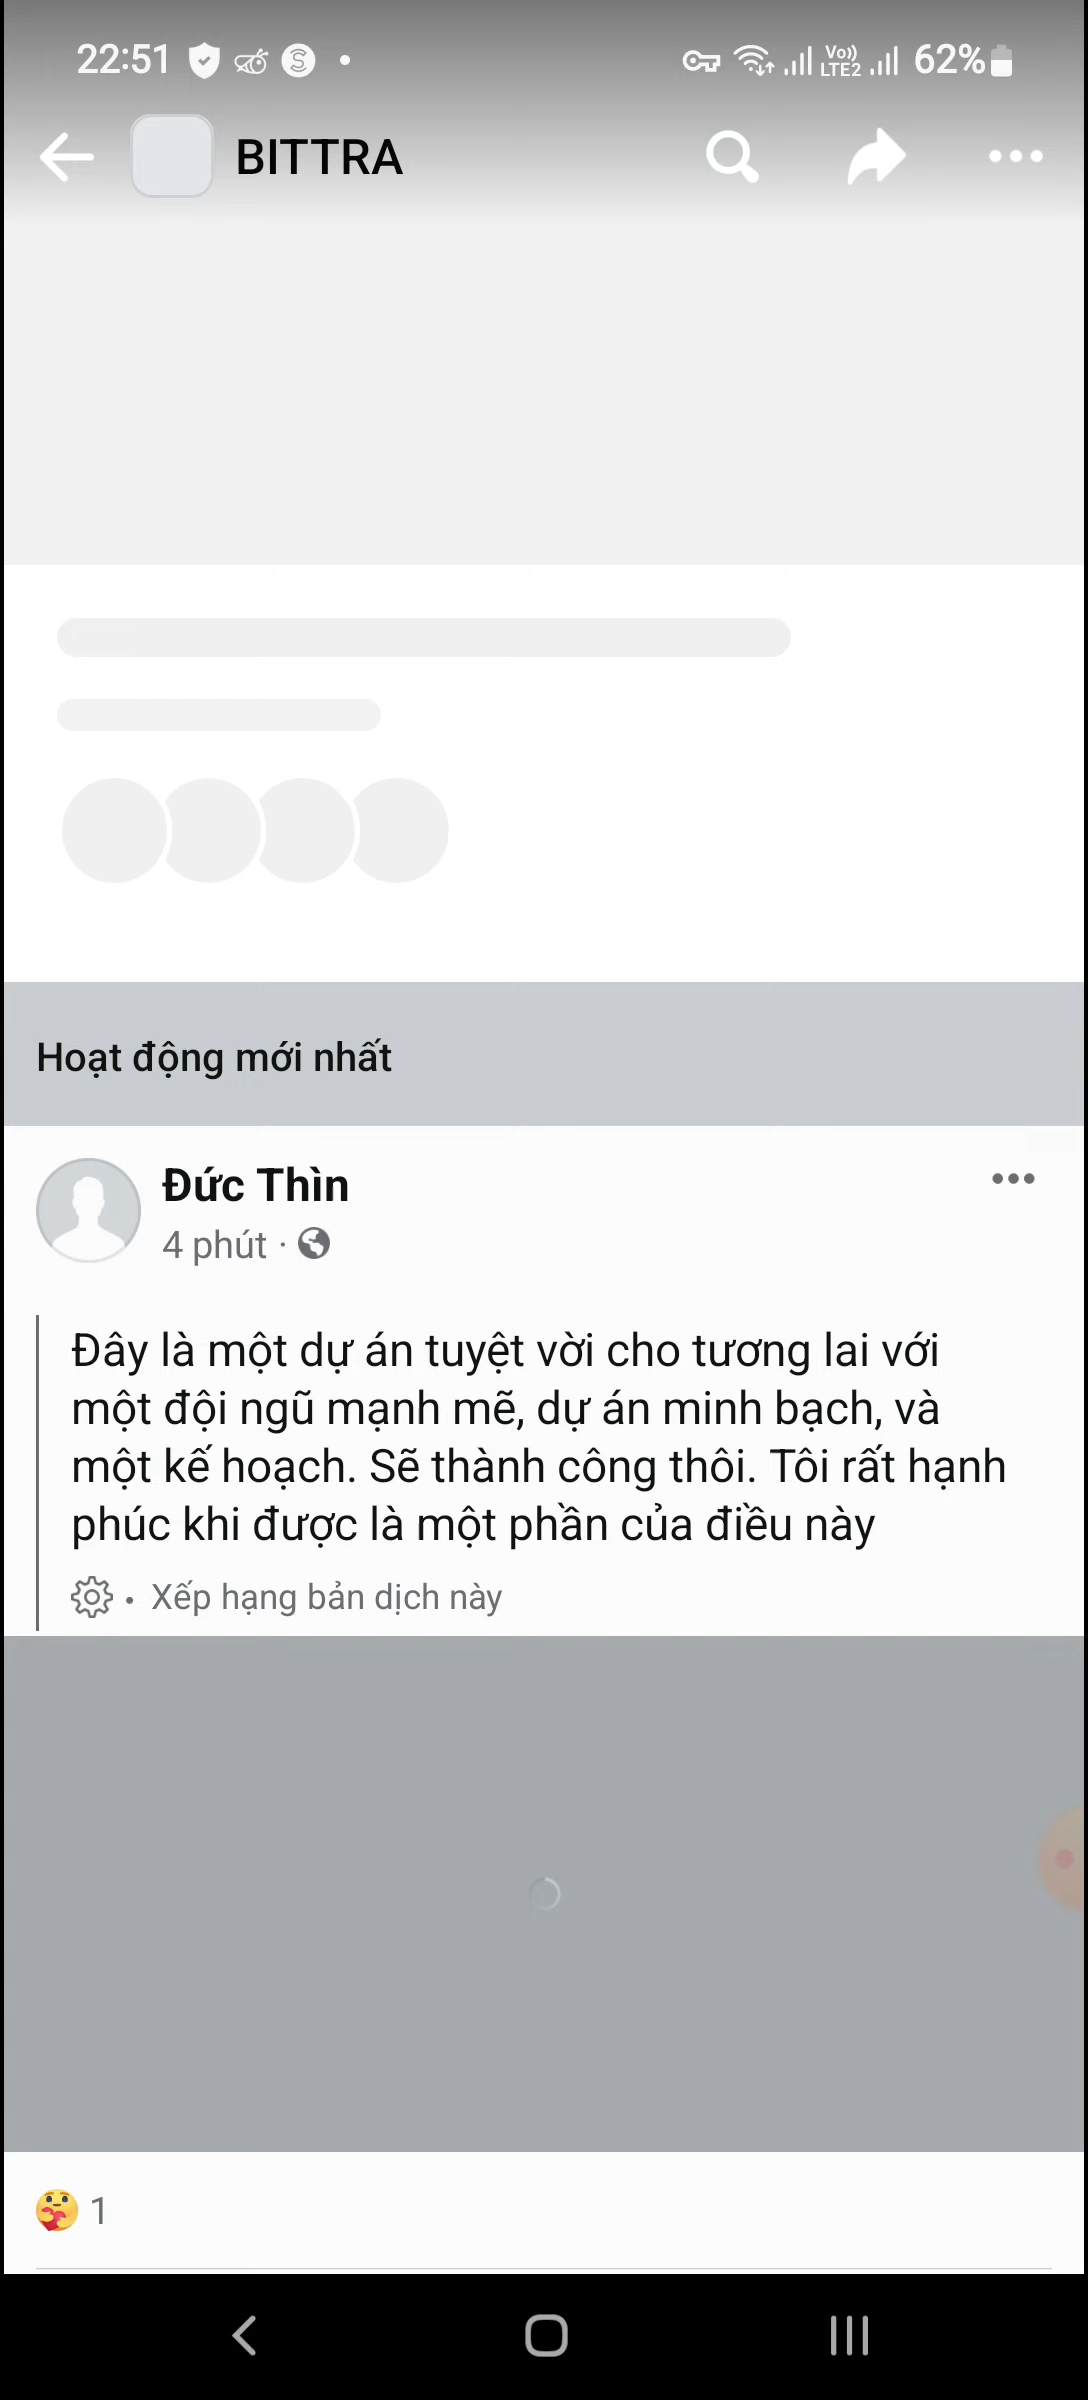 22:51
Vo)) LTE2
62%
BITTRA
Hoạt động mới nhất
Đức Thìn
4 phút ·
Đây là một dự án tuyệt vời cho tương lai với
một đội ngũ mạnh mẽ, dự án minh bạch, và
một kế hoạch. Sẽ thành công thôi. Tôi rất hạnh
phúc khi được là một phần của điều này
• Xếp hạng bản dịch này
1